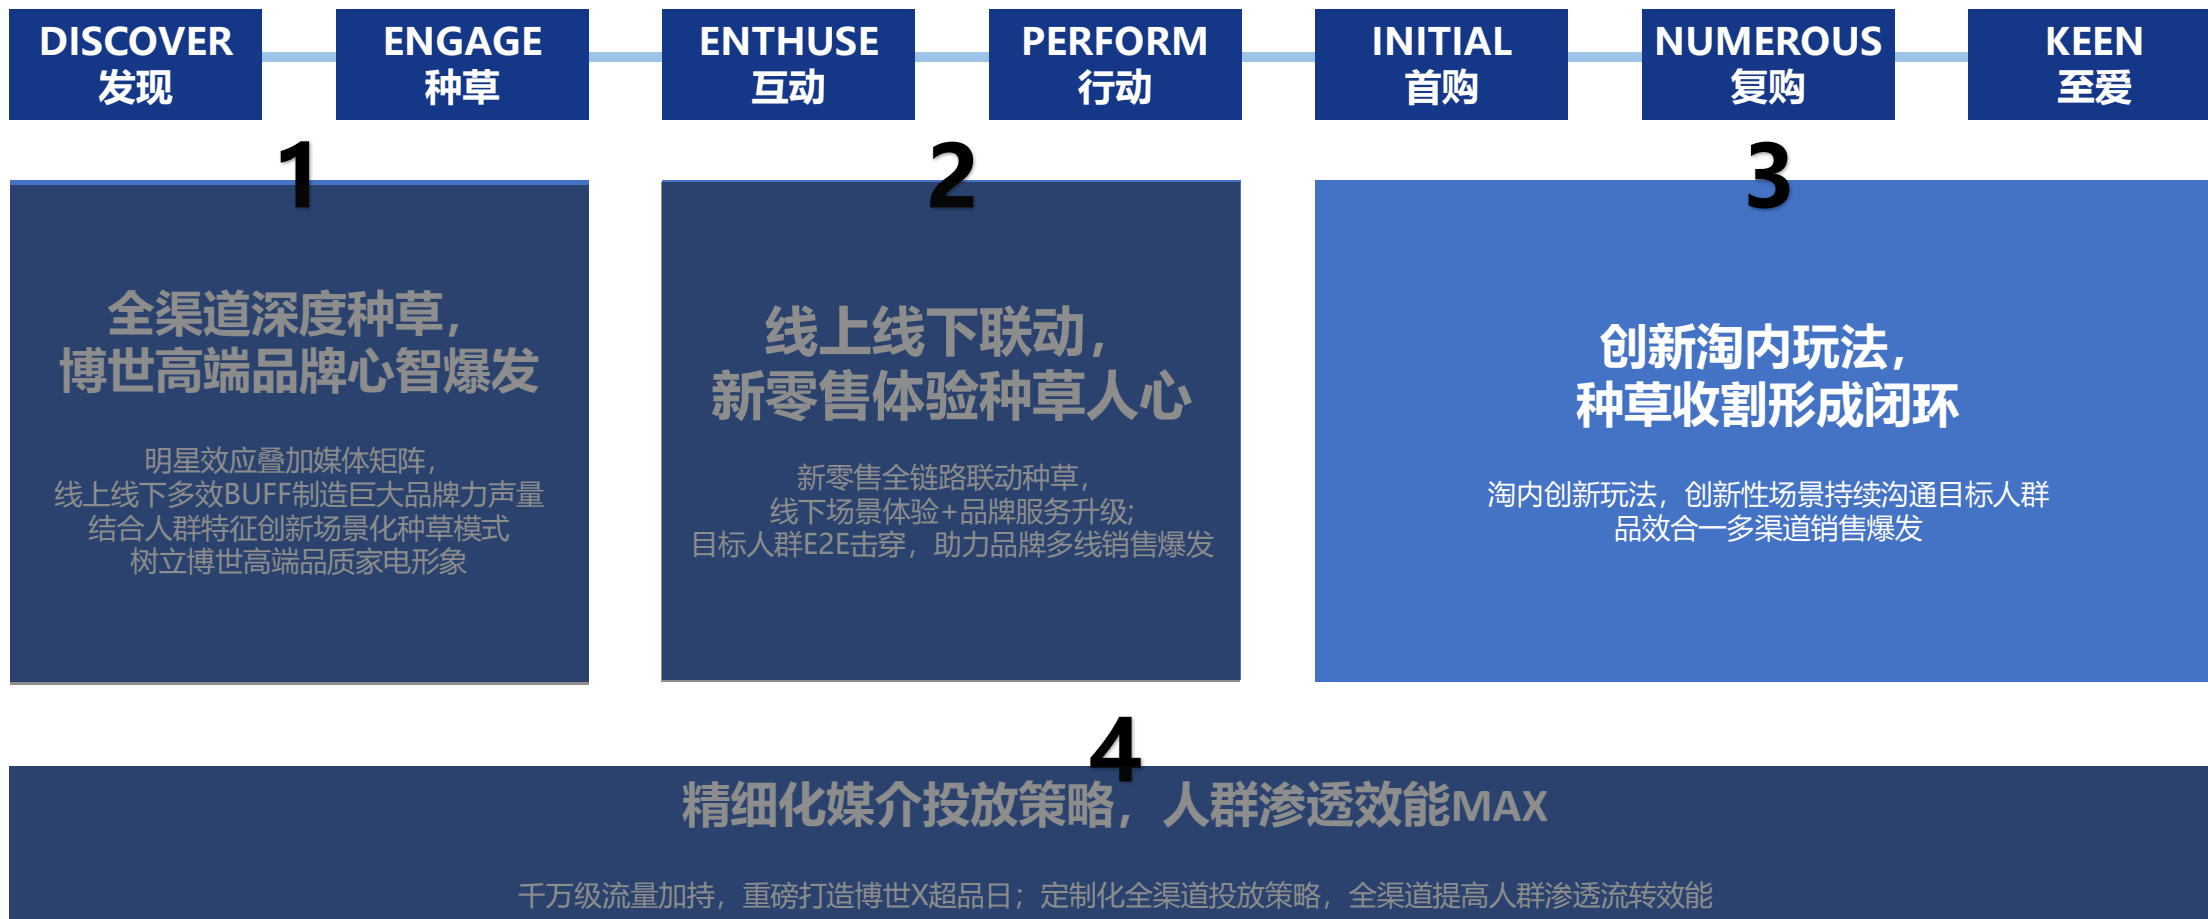 DISCOVER
发现
ENGAGE
种草
ENTHUSE
互动
PERFORM
行动
INITIAL
首购
NUMEROUS
复购
KEEN
至爱
1
全渠道深度种草，
博世高端品牌心智爆发
明星效应叠加媒体矩阵，
线上线下多效BUFF制造巨大品牌力声量
结合人群特征创新场景化种草模式
树立博世高端品质家电形象
2
线上线下联动，
新零售体验种草人心
新零售全链路联动种草，
线下场景体验+品牌服务升级;
目标人群E2E击穿，助力品牌多线销售爆发
3
创新淘内玩法，
种草收割形成闭环
淘内创新玩法，创新性场景持续沟通目标人群
品效合一多渠道销售爆发
4
精细化媒介投放策略，人群渗透效能MAX
千万级流量加持，重磅打造博世X超品日；定制化全渠道投放策略，全渠道提高人群渗透流转效能